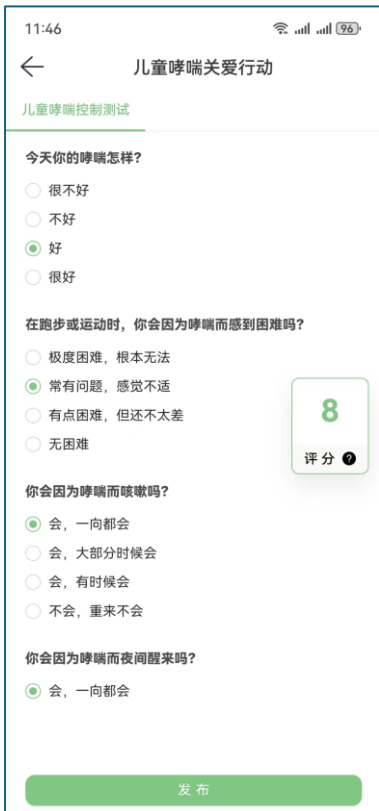 11:46
96
儿童哮喘关爱行动
儿童哮喘控制测试
今天你的哮喘怎样?
很不好
不好
好
很好
在跑步或运动时，你会因为哮喘而感到困难吗?
极度困难，根本无法
常有问题，感觉不适
有点困难，但还不太差
无困难
8
评分 ?
你会因为哮喘而咳嗽吗?
会，一向都会
会，大部分时候会
会，有时候会
不会，重来不会
你会因为哮喘而夜间醒来吗?
会，一向都会
发布